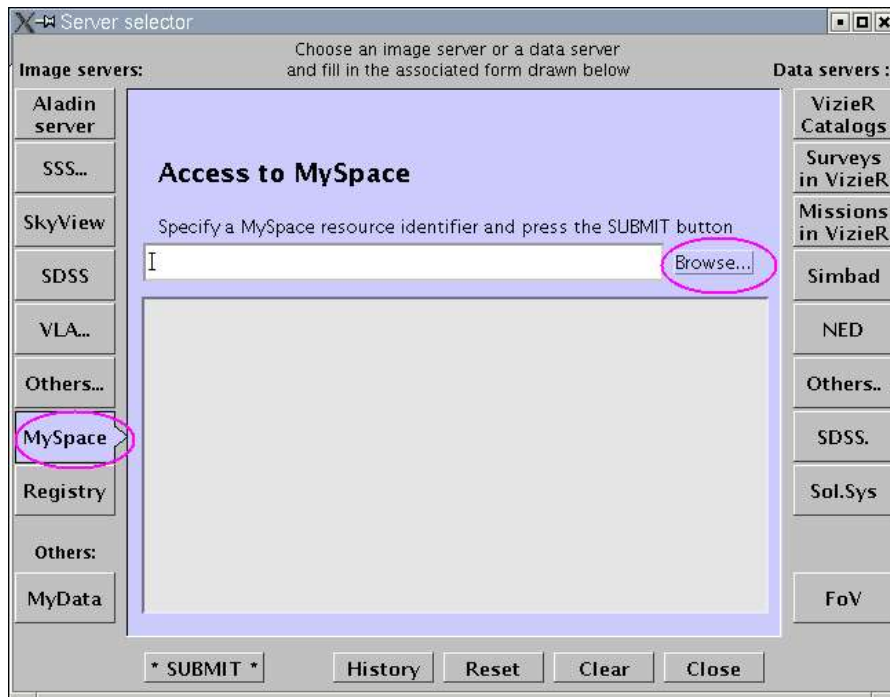 Server selector
Choose an image server or a data server
and fill in the associated form drawn below
Image servers:
Data servers :
Aladin
server
SSS...
SkyView
SDSS
VLA...
Others...
MySpace
Registry
Others:
MyData
Access to MySpace
Specify a MySpace resource identifier and press the SUBMIT button
Browse...
VizieR
Catalogs
Surveys
in VizieR
Missions
in VizieR
Simbad
NED
Others..
SDSS.
Sol.Sys
FoV
* SUBMIT *
History
Reset
Clear
Close